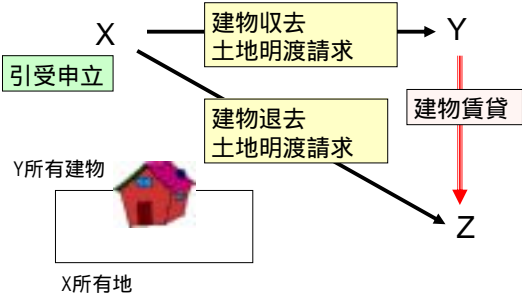 X
建物収去
土地明渡請求
Y
引受申立
建物退去
土地明渡請求
建物賃貸
Y所有建物
Z
X所有地